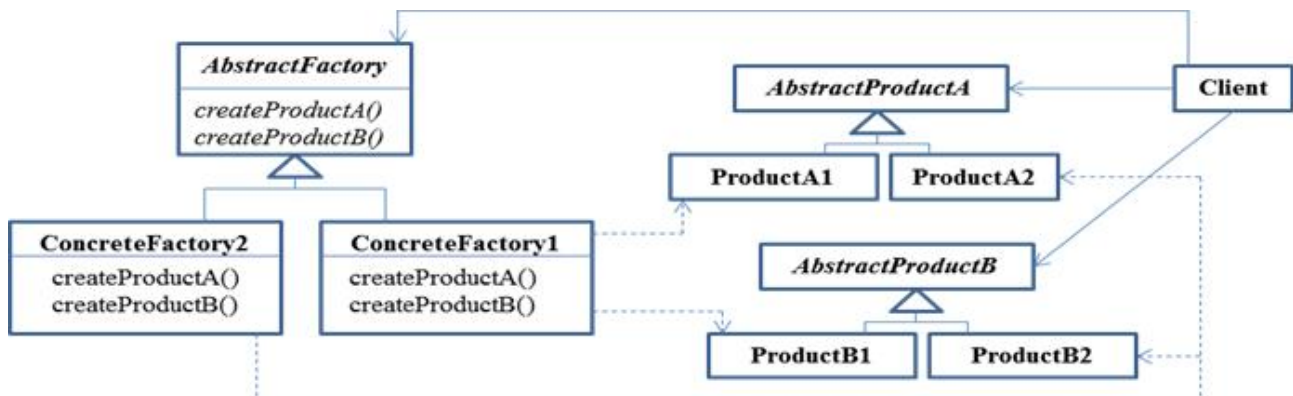 AbstractFactory
createProductA()
createProductB()
AbstractProductA
Client
ProductA1
ProductA2
ConcreteFactory2
createProductA()
createProductB()
ConcreteFactory1
createProductA()
createProductB()
AbstractProductB
ProductB1
ProductB2